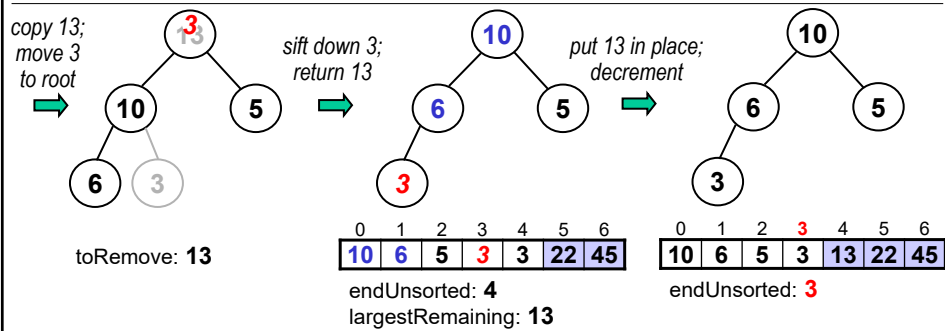 copy 13;
move 3
to root
13
3
10
5
6
3
toRemove: 13
sift down 3;
return 13
10
6
5
3
0 1 2 3 4 5 6
10 6 5 3 3 22 45
endUnsorted: 4
largestRemaining: 13
put 13 in place;
decrement
10
6
5
3
0 1 2 3 4 5 6
10 6 5 3 13 22 45
endUnsorted: 3